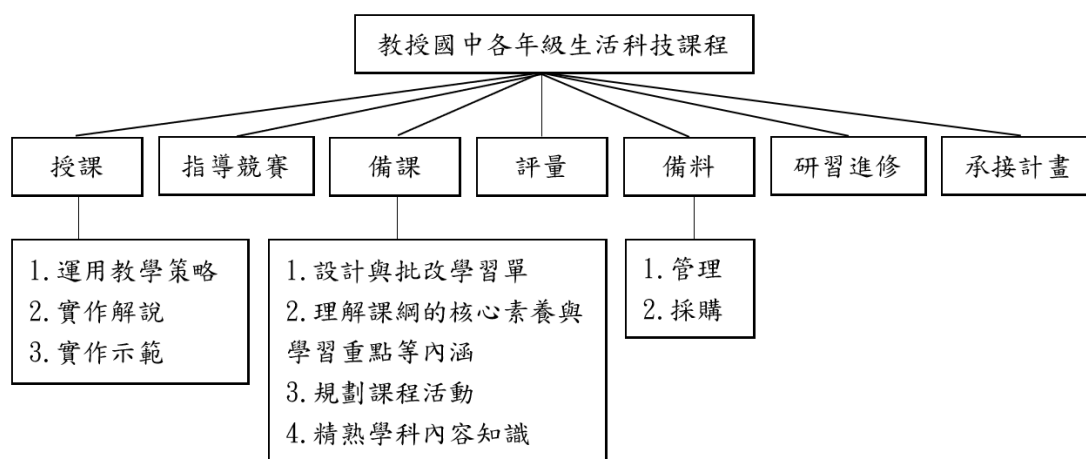 教授國中各年級生活科技課程
授課
指導競賽
備課
評量
備料
研習進修
承接計畫
1.運用教學策略
2.實作解說
3.實作示範
1.設計與批改學習單
2.理解課綱的核心素養與
學習重點等內涵
3.規劃課程活動
4.精熟學科內容知識
1.管理
2.採購